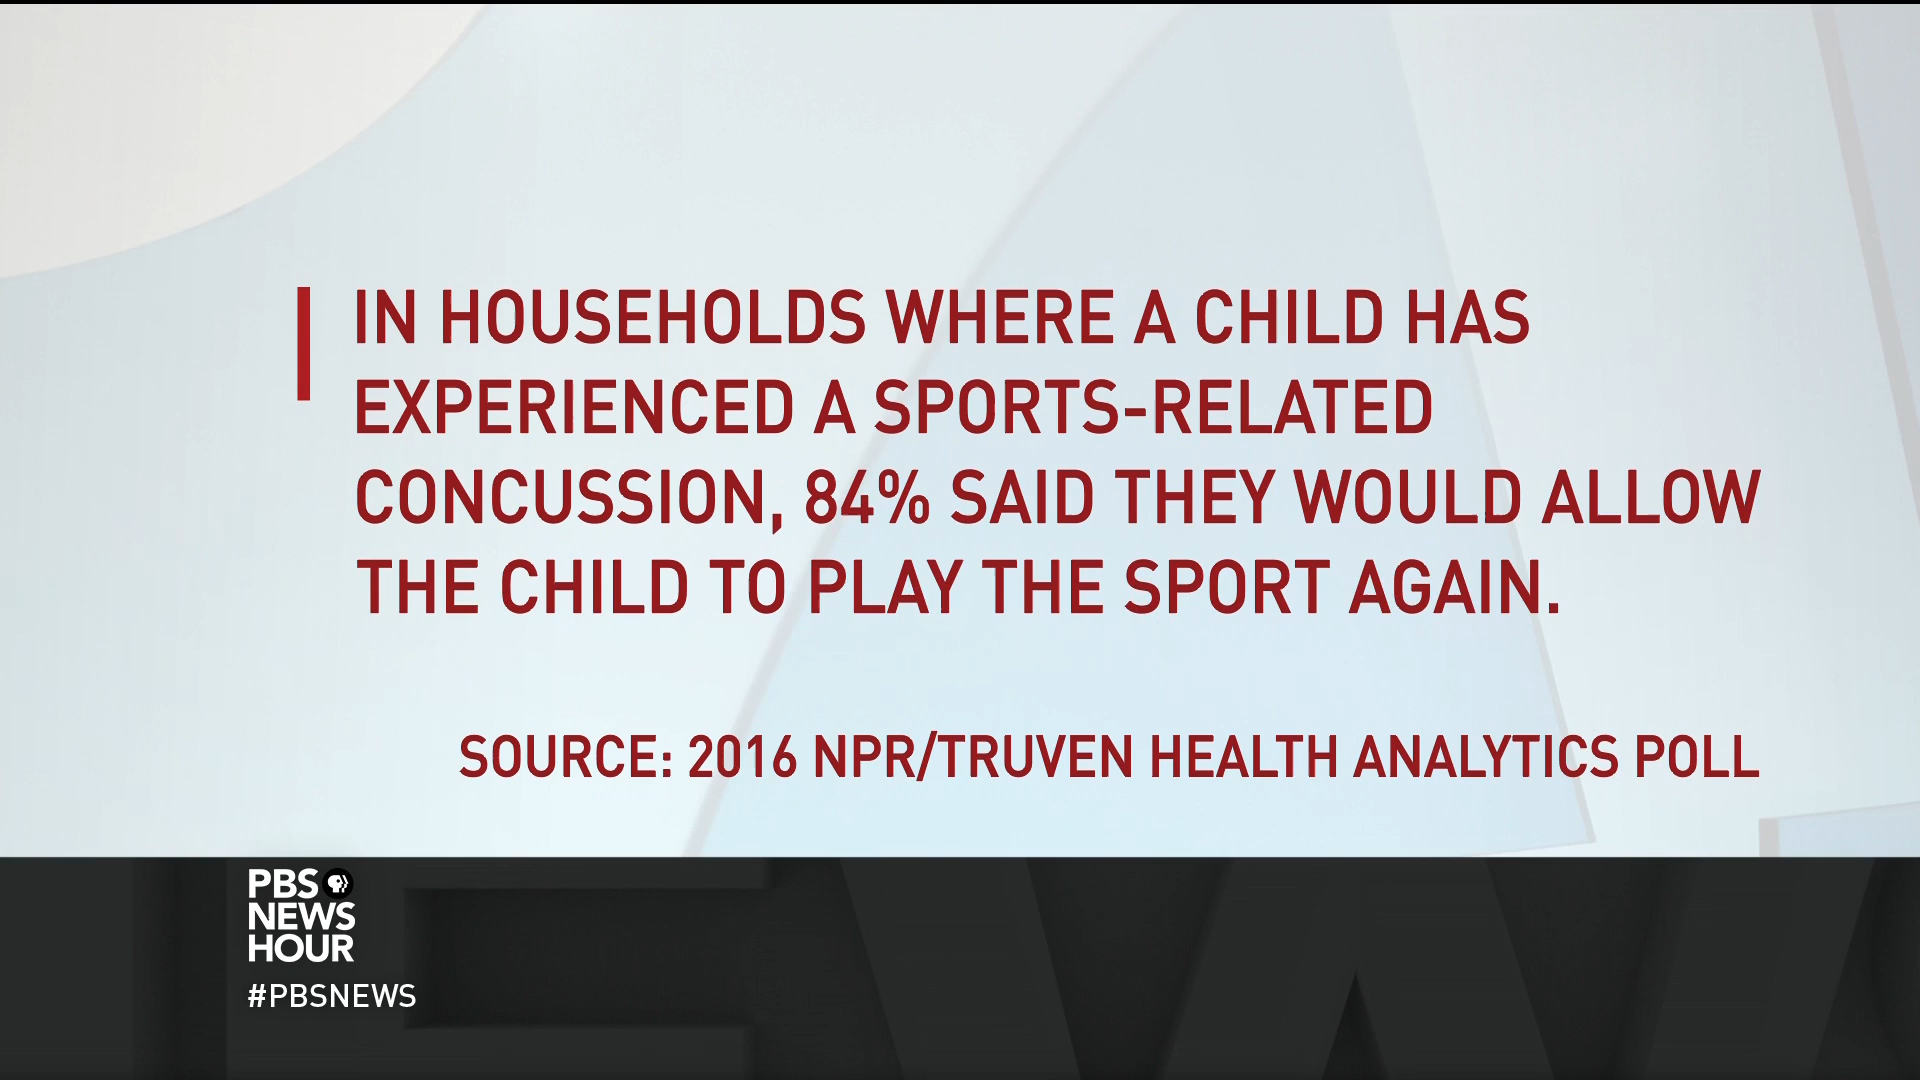 IN HOUSEHOLDS WHERE A CHILD HAS
EXPERIENCED A SPORTS-RELATED
CONCUSSION, 84% SAID THEY WOULD ALLOW
THE CHILD TO PLAY THE SPORT AGAIN.
SOURCE: 2016 NPR/TRUVEN HEALTH ANALYTICS POLL
PBS
NEWS
HOUR
#PBSNEWS